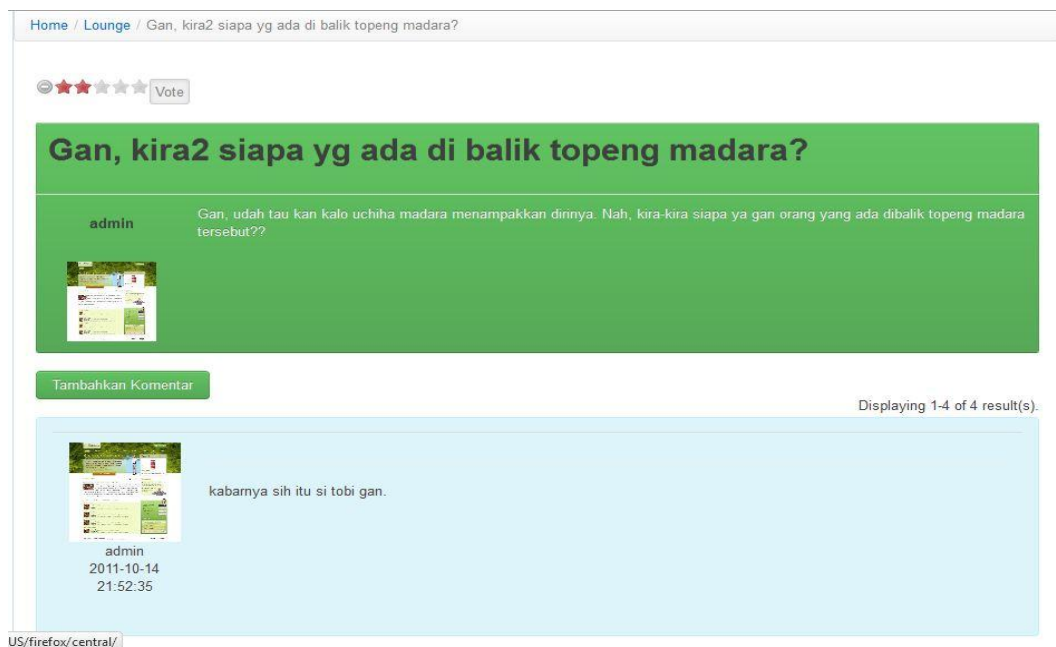 Home / Lounge / Gan, kira2 siapa yg ada di balik topeng madara?
Vote
Gan, kira2 siapa yg ada di balik topeng madara?
admin
Gan, udah tau kan kalo uchiha madara menampakkan dirinya. Nah, kira-kira siapa ya gan orang yang ada dibalik topeng madara
tersebut??
Tambahkan Komentar
Displaying 1-4 of 4 result(s).
kabarnya sih itu si tobi gan.
admin
2011-10-14
21:52:35
US/firefox/central/